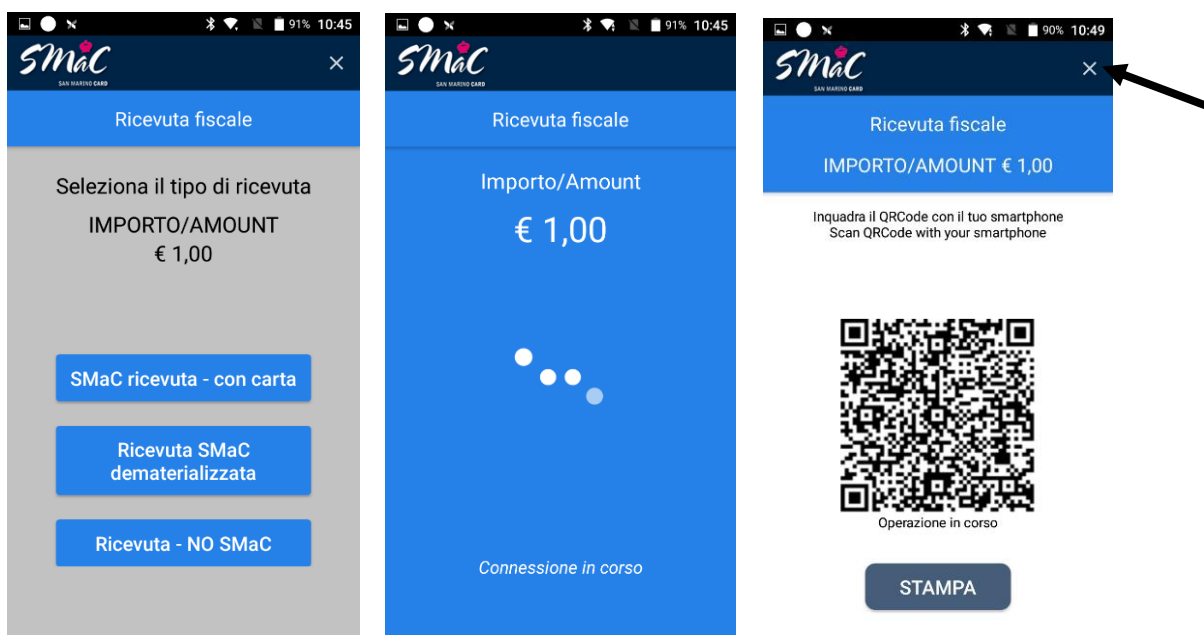 91% 10:45
SMaC
SAN MARINO CARD
Ricevuta fiscale
Seleziona il tipo di ricevuta
IMPORTO/AMOUNT
€ 1,00
SMaC ricevuta - con carta
Ricevuta SMaC
dematerializzata
Ricevuta - NO SMaC
91% 10:45
SMaC
SAN MARINO CARD
Ricevuta fiscale
Importo/Amount
€ 1,00
Connessione in corso
90% 10:49
SMaC
SAN MARINO CARD
Ricevuta fiscale
IMPORTO/AMOUNT € 1,00
Inquadra il QRCode con il tuo smartphone
Scan QRCode with your smartphone
Operazione in corso
STAMPA